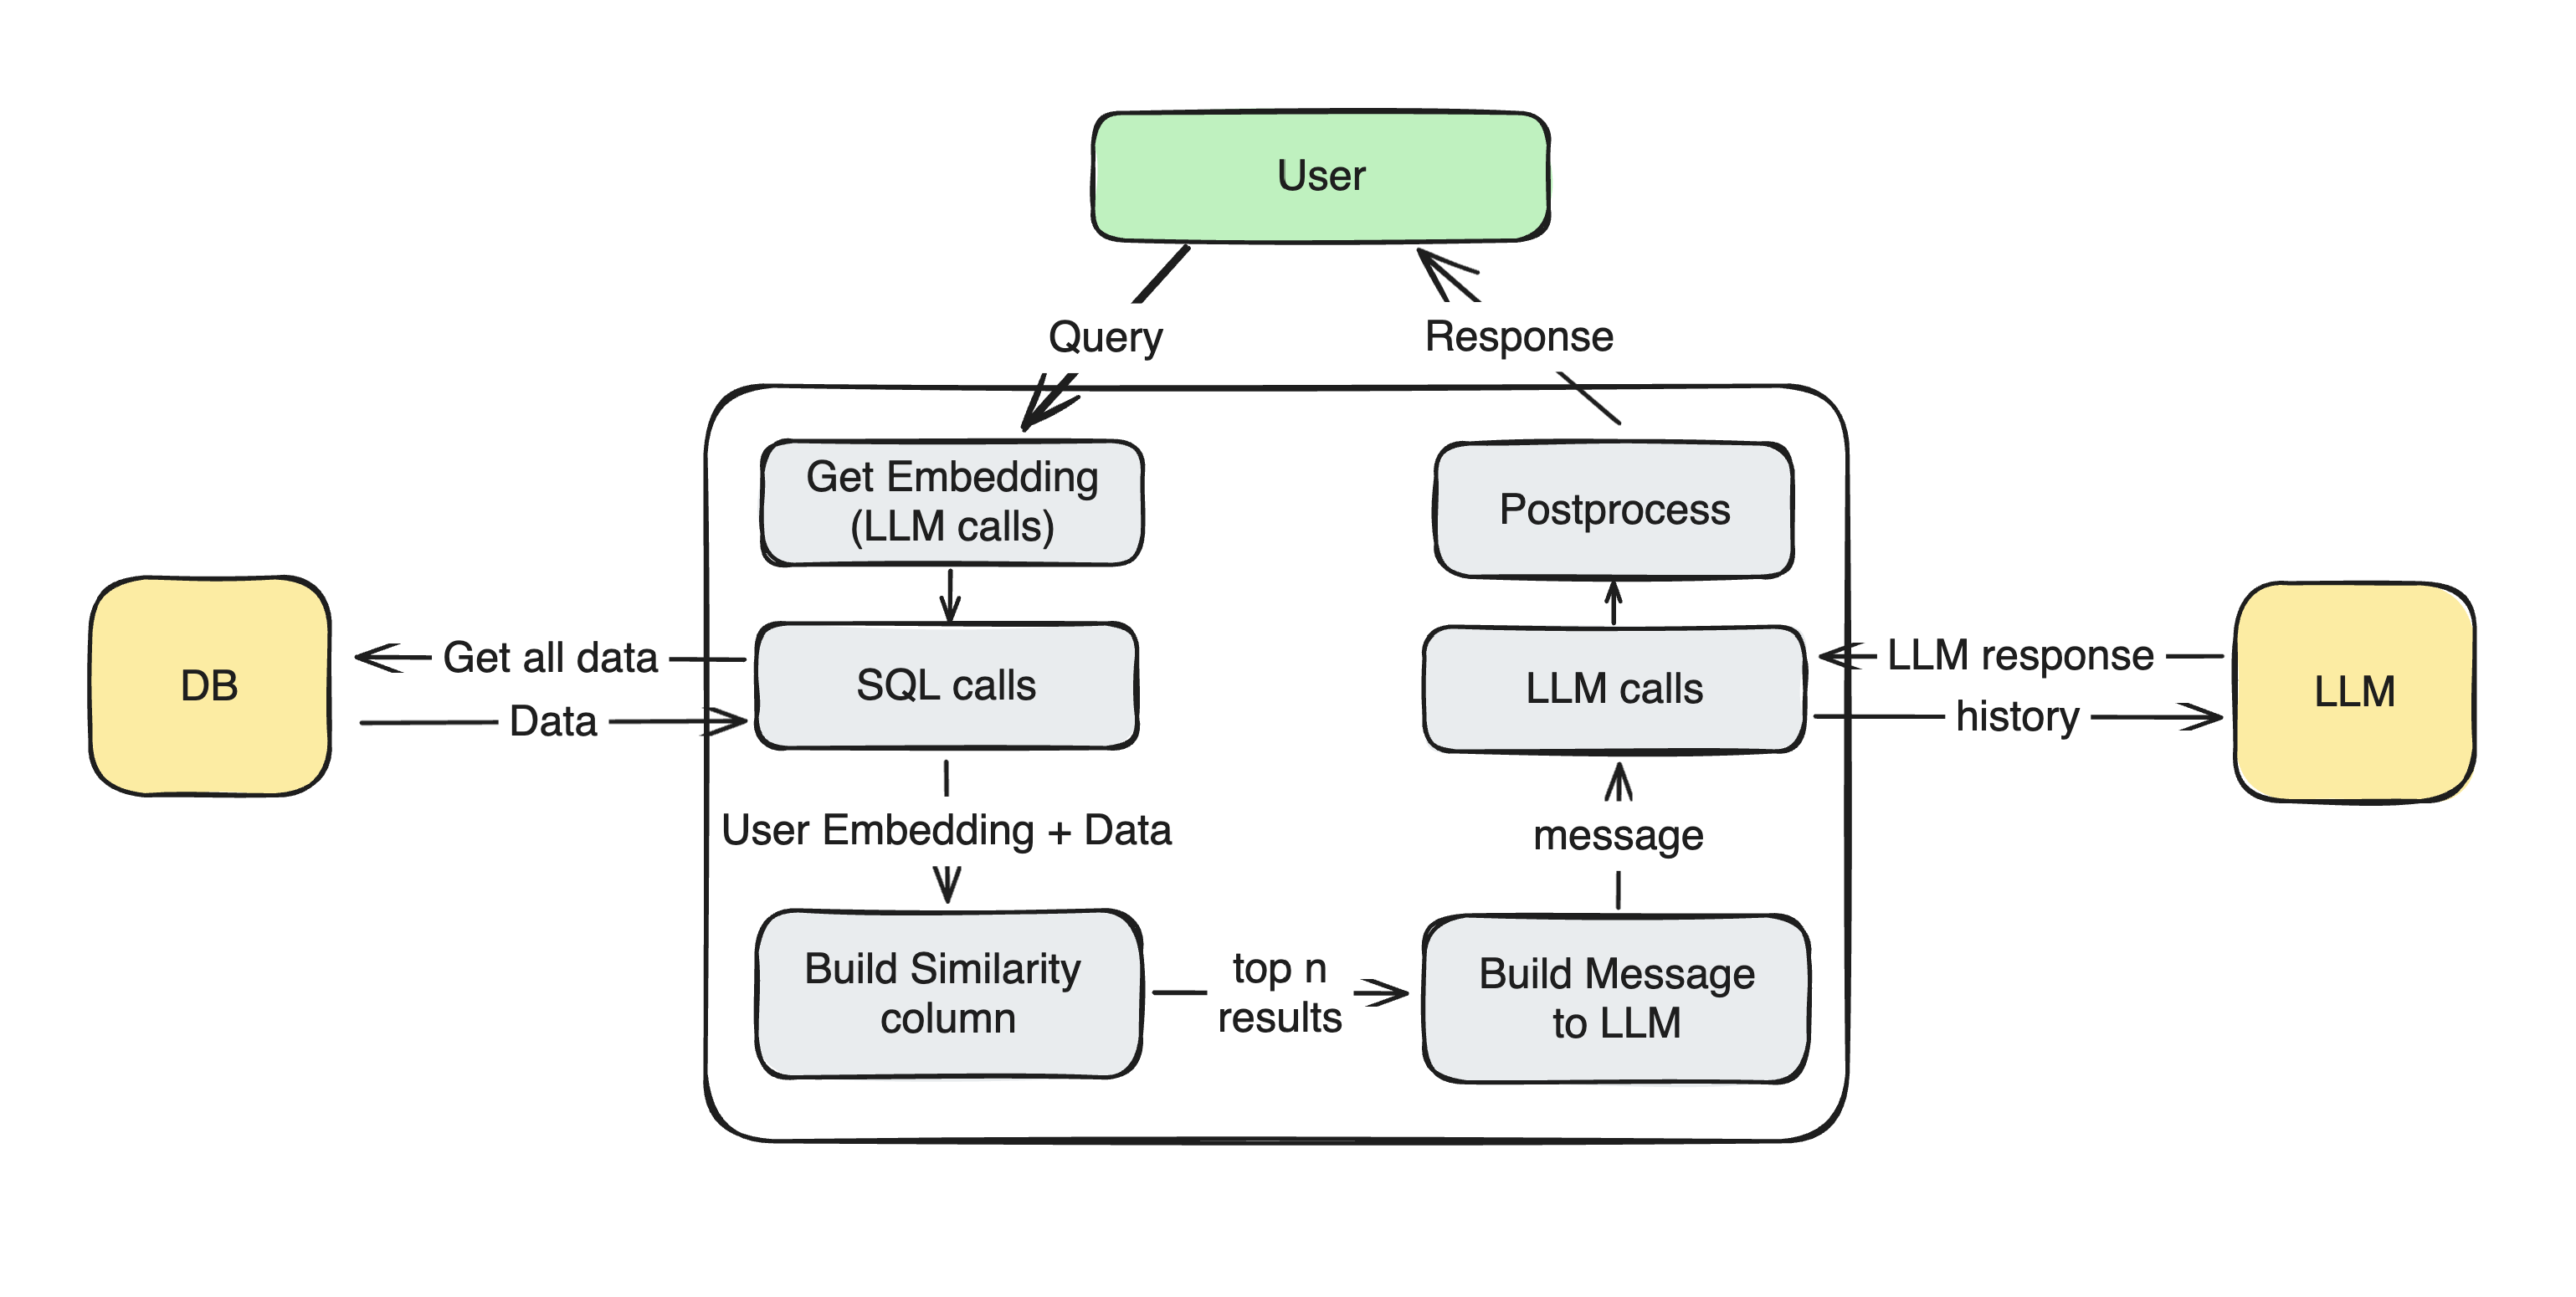 User
Query
Response
Get Embedding
(LLM calls)
Postprocess
DB
Get all data
Data
SQL calls
LLM calls
LLM response
history
LLM
User Embedding + Data
message
Build Similarity
column
top n
results
Build Message
to LLM